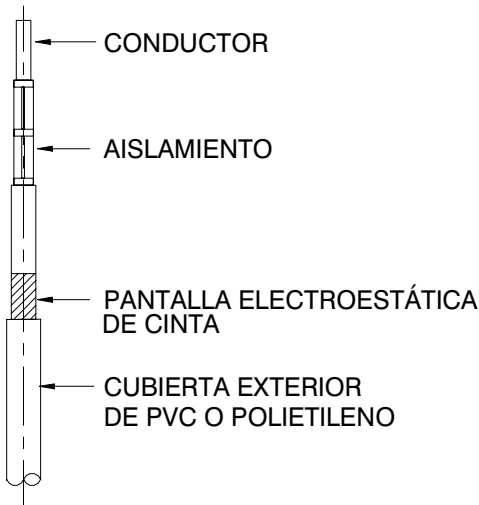 CONDUCTOR
AISLAMIENTO
PANTALLA ELECTROESTÁTICA
DE CINTA
CUBIERTA EXTERIOR
DE PVC O POLIETILENO